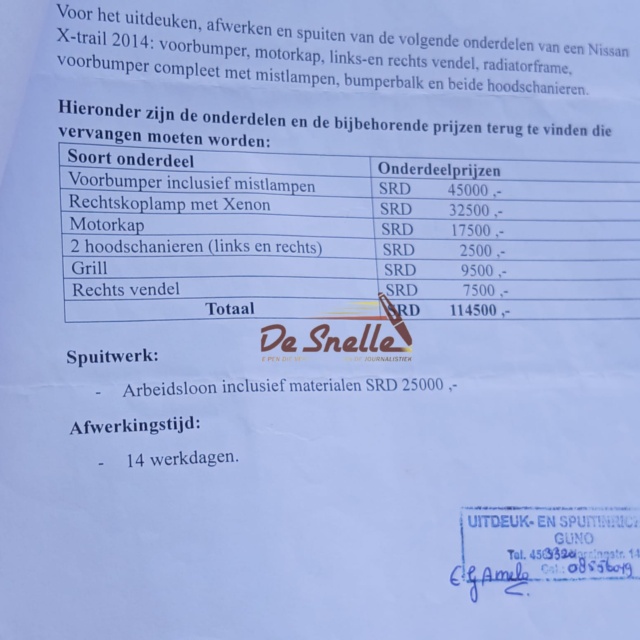 Voor het uitdeuken, afwerken en spuiten van de volgende onderdelen van een Nissan
X-trail 2014: voorbumper, motorkap, links-en rechts vendel, radiatorframe,
voorbumper compleet met mistlampen, bumperbalk en beide hoodschanieren.
Hieronder zijn de onderdelen en de bijbehorende prijzen terug te vinden die
vervangen moeten worden:
Soort onderdeel Onderdeelprijzen
Voorbumper inclusief mistlampen SRD 45000 ,-
Rechtskoplamp met Xenon SRD 32500 ,-
Motorkap SRD 17500 ,-
2 hoodschanieren (links en rechts) SRD 2500 ,-
Grill SRD 9500 ,-
Rechts vendel SRD 7500 ,-
Totaal SRD 114500 ,-
De Snelle
JOURNALISTIEK
Spuitwerk:
- Arbeidsloon inclusief materialen SRD 25000 ,-
Afwerkingstijd:
- 14 werkdagen.
UITDEUK- EN SPUITINRICH
GUNO
Tel.